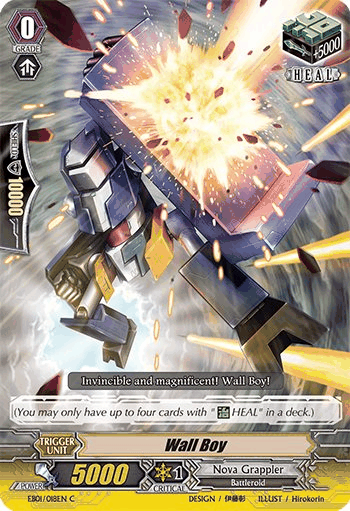 0
GRADE
+5000
HEAL
SHIELD
10000
Invincible and magnificent! Wall Boy!
(You may only have up to four cards with " HEAL" in a deck.)
TRIGGER
UNIT
Wall Boy
POWER
5000
1
CRITICAL
Nova Grappler
Battleroid
EB01/018EN C
DESIGN / 伊藤彰
ILLUST / Hirokorin